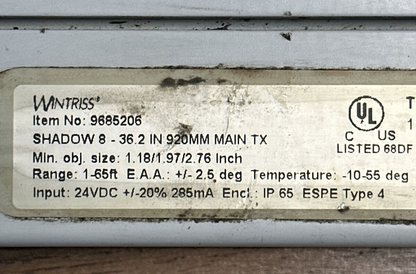 WINTRISS®
Item No: 9685206
SHADOW 8 - 36.2 IN 920MM MAIN TX
Min. obj. size: 1.18/1.97/2.76 Inch
Range: 1-65ft E.A.A.: +/- 2.5 deg Temperature: -10-55 deg
Input: 24VDC +/-20% 285mA Encl.: IP 65 ESPE Type 4
UL
C US
LISTED 68DF
T
1